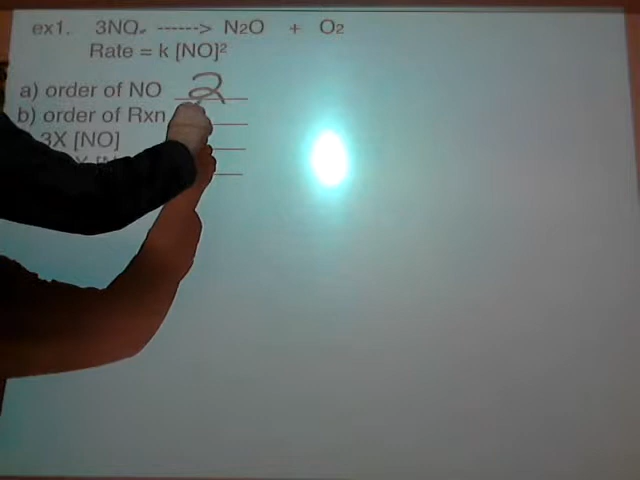 ex1. 3NO ------> N2O + O2
Rate = k [NO]²
a) order of NO 2
b) order of Rxn
3X [NO]